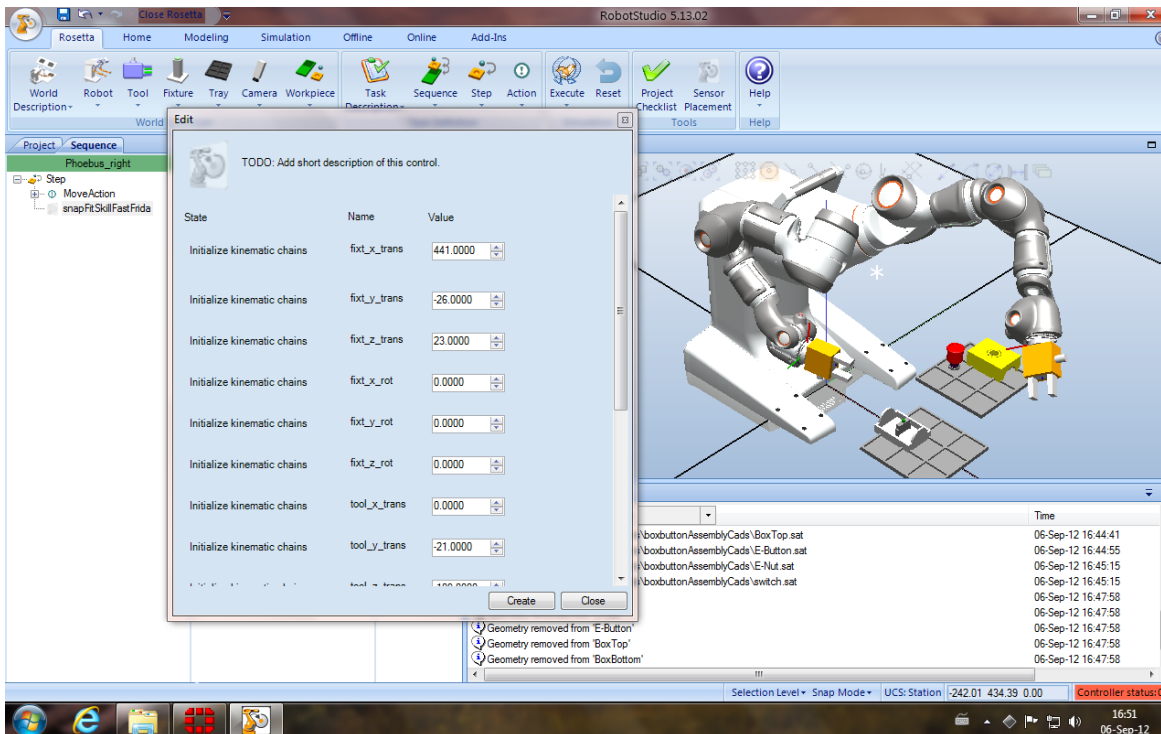 Close Rosetta
RobotStudio 5.13.02
Rosetta Home Modeling Simulation Offline Online Add-Ins
World Robot Tool Fixture Tray Camera Workpiece Task Sequence Step Action Execute Reset Project Sensor Help
Description Description Checklist Placement
World Tools Help
Edit
Project Sequence
Phoebus_right
Step
MoveAction
snapFitSkillFastFrida
TODO: Add short description of this control.
State Name Value
Initialize kinematic chains fixt_x_trans 441.0000
Initialize kinematic chains fixt_y_trans -26.0000
Initialize kinematic chains fixt_z_trans 23.0000
Initialize kinematic chains fixt_x_rot 0.0000
Initialize kinematic chains fixt_y_rot 0.0000
Initialize kinematic chains fixt_z_rot 0.0000
Initialize kinematic chains tool_x_trans 0.0000
Initialize kinematic chains tool_y_trans -21.0000
Create Close
Time
\boxbuttonAssemblyCads\BoxTop.sat 06-Sep-12 16:44:41
\boxbuttonAssemblyCads\E-Button.sat 06-Sep-12 16:44:55
\boxbuttonAssemblyCads\E-Nut.sat 06-Sep-12 16:45:15
\boxbuttonAssemblyCads\switch.sat 06-Sep-12 16:45:15
06-Sep-12 16:47:58
06-Sep-12 16:47:58
Geometry removed from 'E-Button' 06-Sep-12 16:47:58
Geometry removed from 'BoxTop' 06-Sep-12 16:47:58
Geometry removed from 'BoxBottom' 06-Sep-12 16:47:58
Selection Level Snap Mode UCS: Station -242.01 434.39 0.00 Controller status:
16:51
06-Sep-12